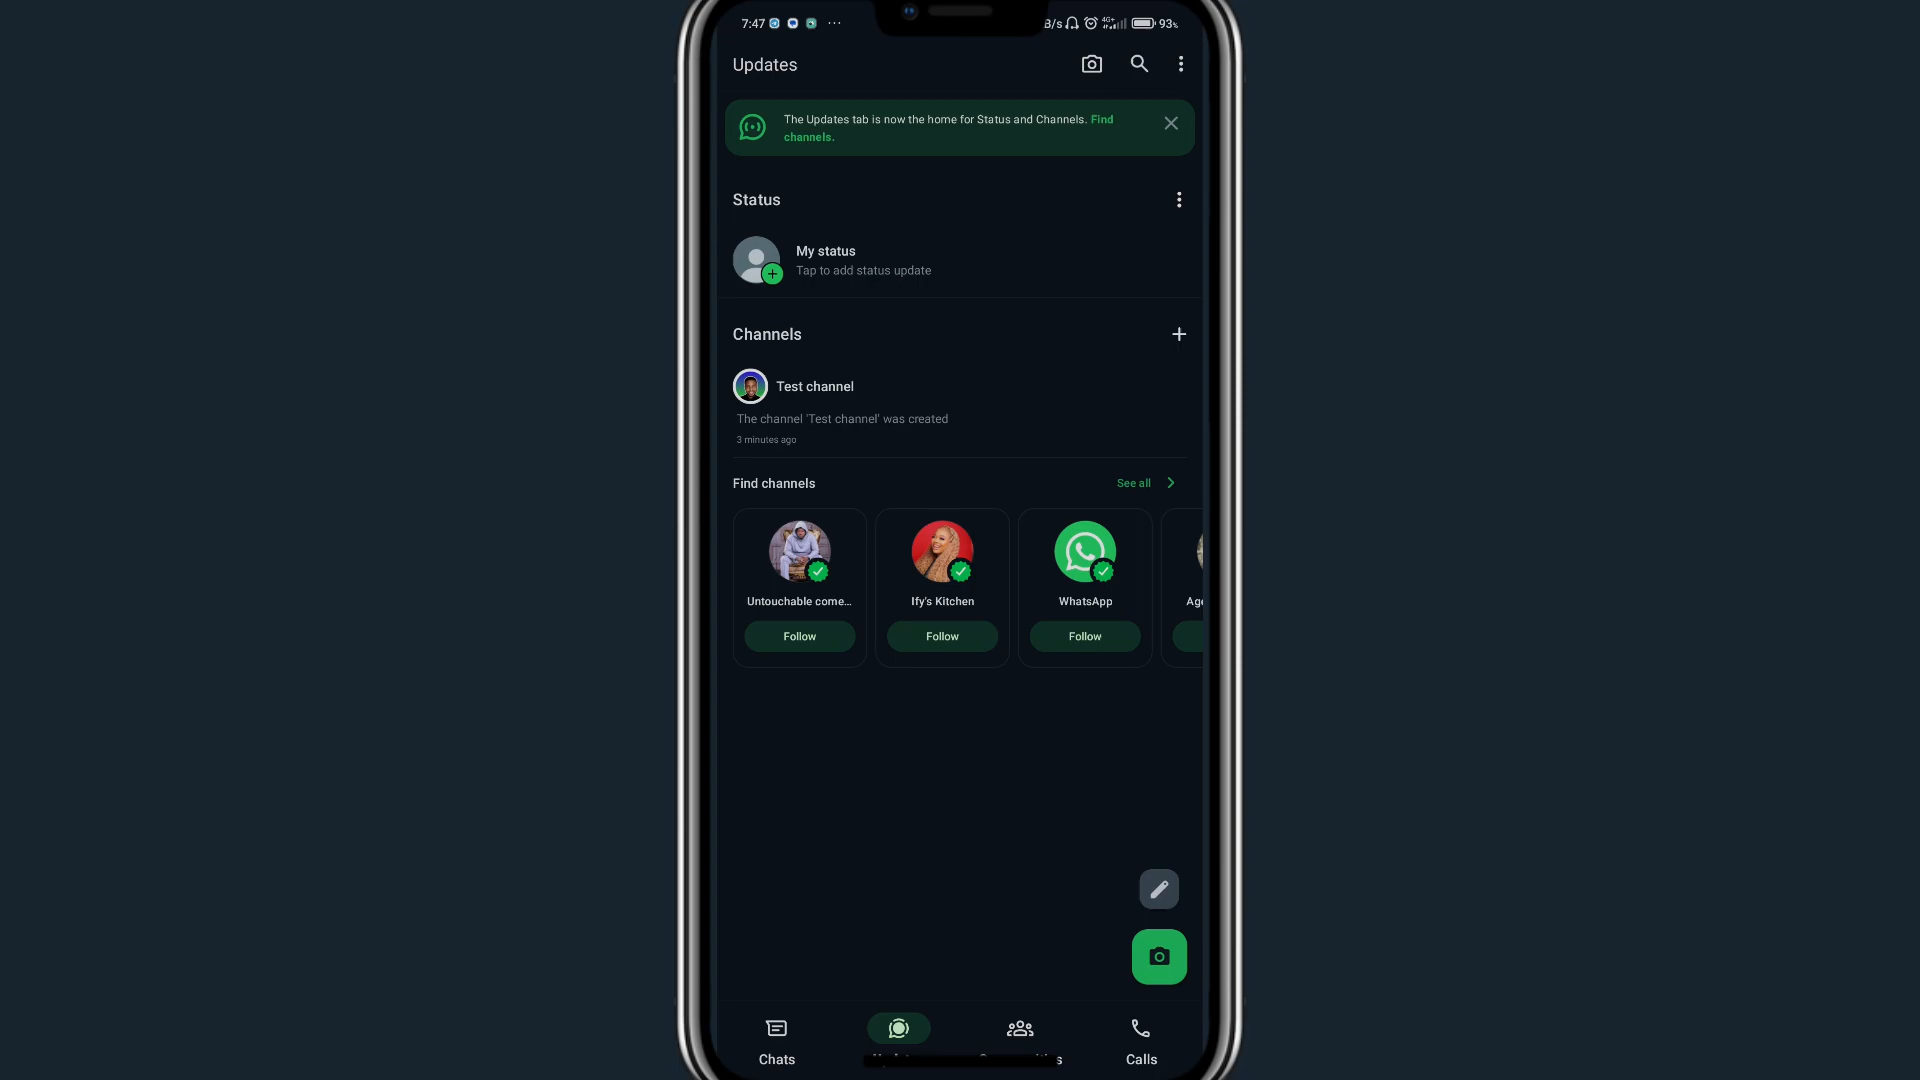 7:47 ··· B/s 4G+ 93%
Updates
The Updates tab is now the home for Status and Channels. Find
channels.
Status
My status
Tap to add status update
Channels
Test channel
The channel 'Test channel' was created
3 minutes ago
Find channels
See all
Untouchable come...
Ify's Kitchen
WhatsApp
Age
Follow
Follow
Follow
Chats
Calls